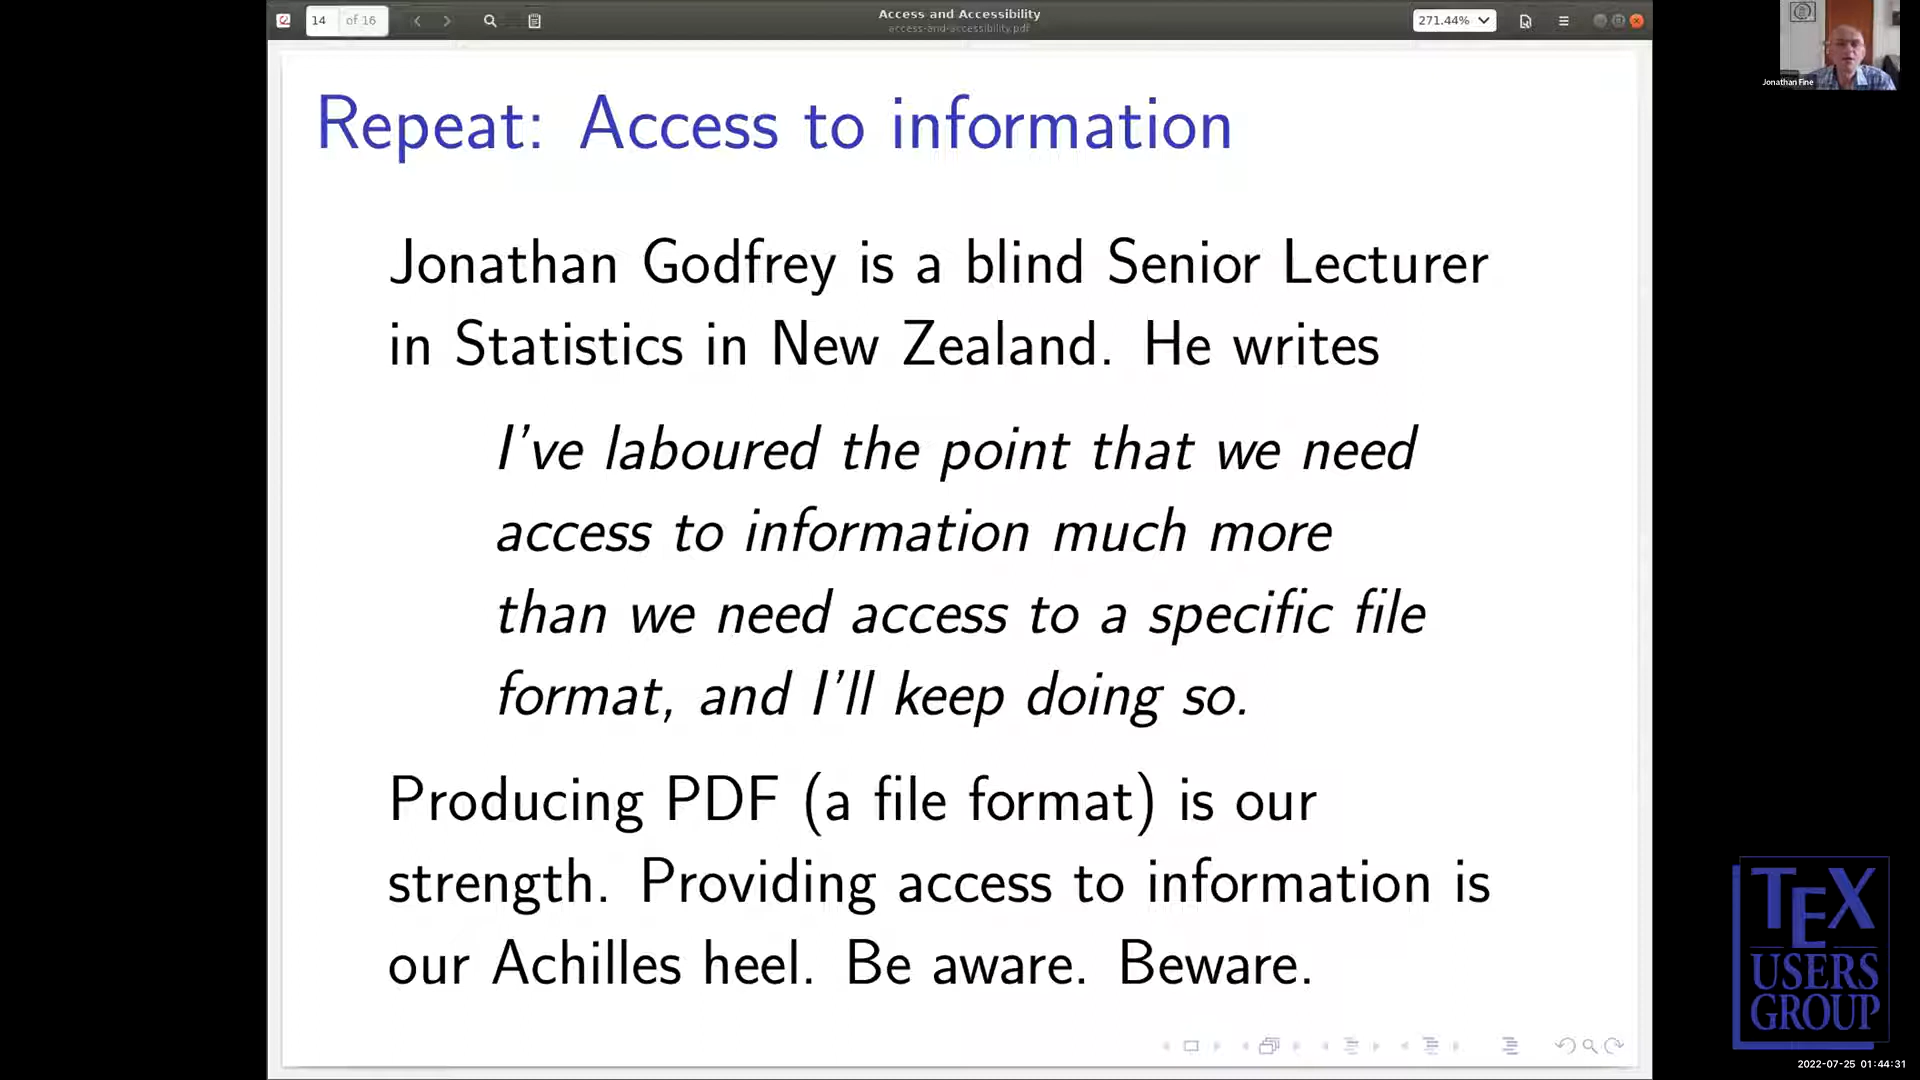 14 of 16
Access and Accessibility
access-and-accessibility.pdf
271.44%
Jonathan Fine
Repeat: Access to information
Jonathan Godfrey is a blind Senior Lecturer
in Statistics in New Zealand. He writes
I've laboured the point that we need
access to information much more
than we need access to a specific file
format, and I'll keep doing so.
Producing PDF (a file format) is our
strength. Providing access to information is
our Achilles heel. Be aware. Beware.
TEX
USERS
GROUP
2022-07-25 01:44:31